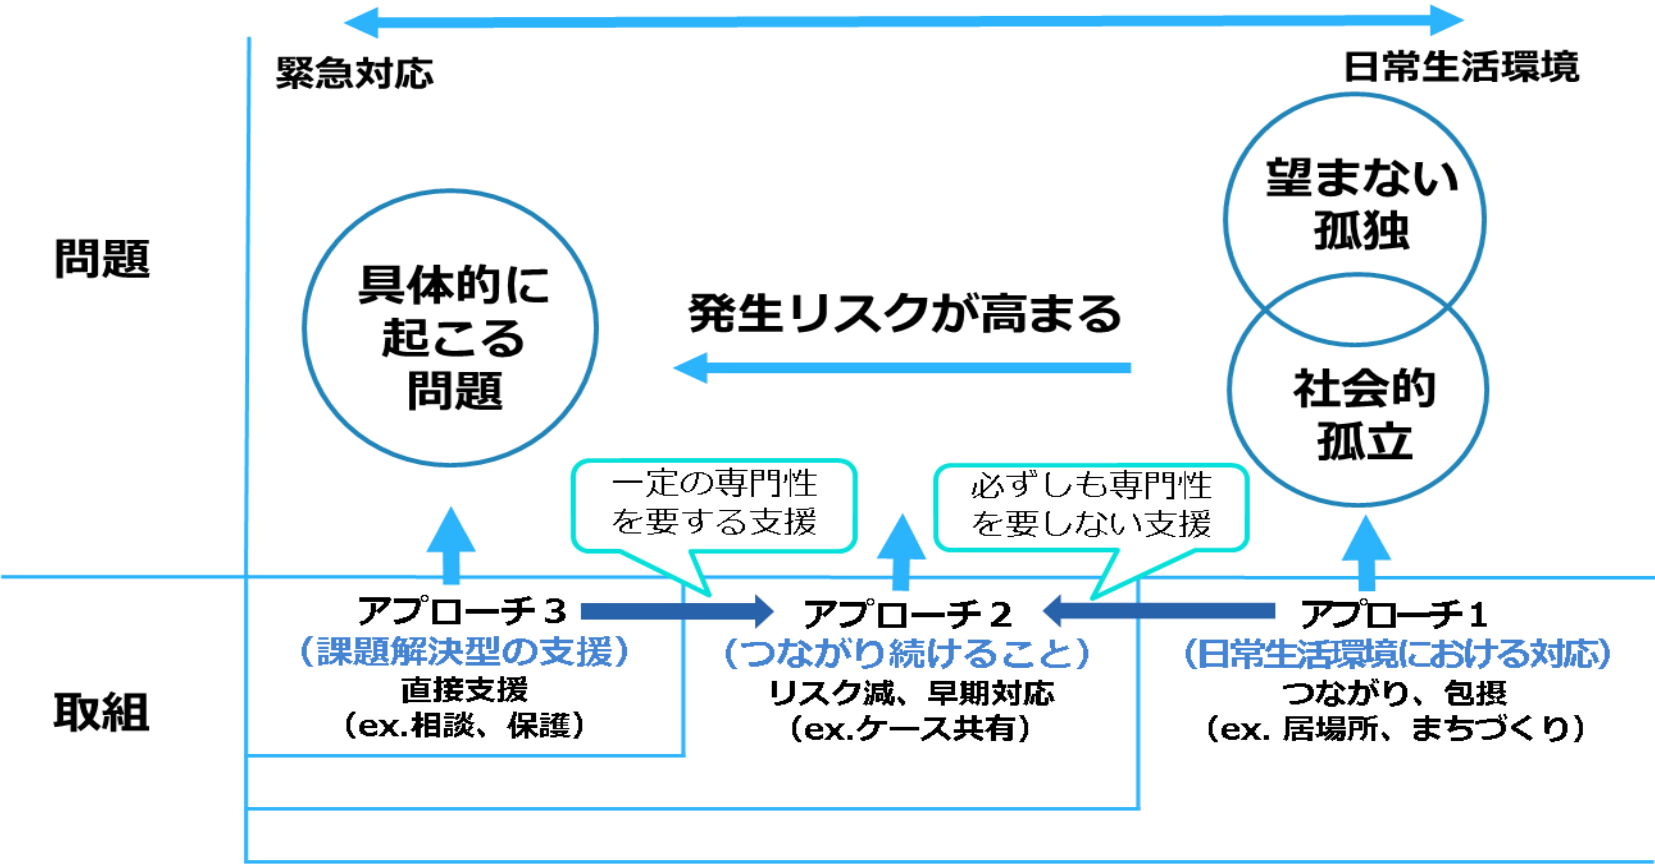 緊急対応
日常生活環境
問題
具体的に
起こる
問題
発生リスクが高まる
望まない
孤独
社会的
孤立
一定の専門性
を要する支援
必ずしも専門性
を要しない支援
取組
アプローチ３
（課題解決型の支援）
直接支援
（ex.相談、保護）
アプローチ２
（つながり続けること）
リスク減、早期対応
（ex.ケース共有）
アプローチ１
（日常生活環境における対応）
つながり、包摂
（ex. 居場所、まちづくり）